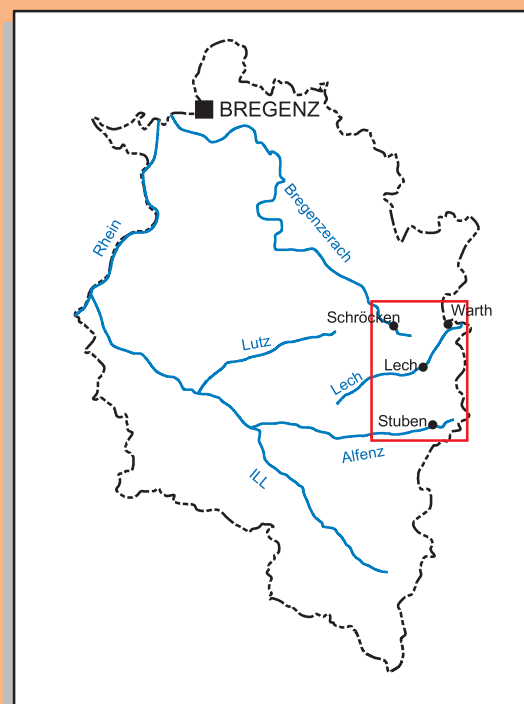 BREGENZ
Bregenzerach
Rhein
Warth
Schröcken
Lutz
Lech
Lech
Stuben
Alfenz
ILL